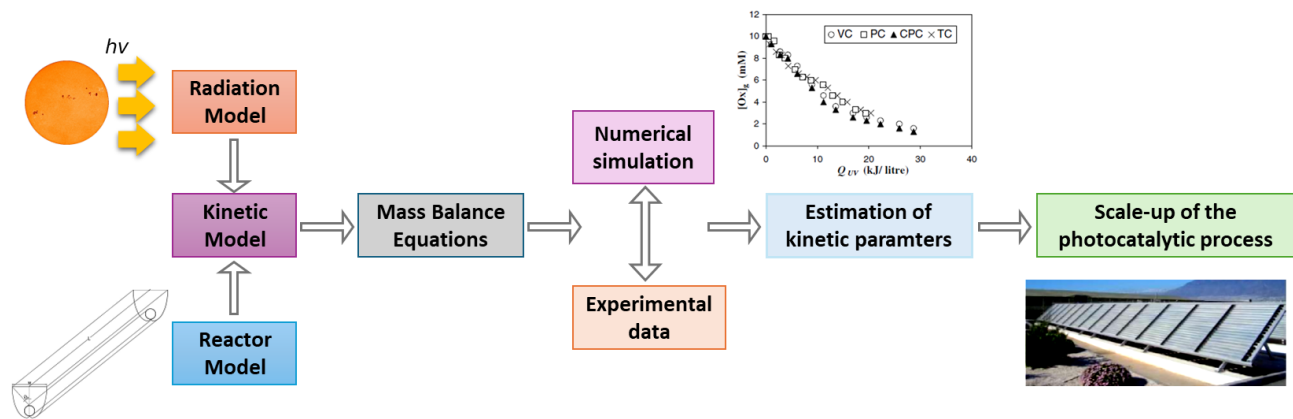 hv
Radiation
Model
Kinetic
Model
Reactor
Model
Mass Balance
Equations
Numerical
simulation
Experimental
data
○ VC □ PC ▲ CPC × TC
[Ox]g (mM)
12
10
8
6
4
2
0
0 10 20 30 40
Q UV (kJ/ litre)
Estimation of
kinetic paramters
Scale-up of the
photocatalytic process